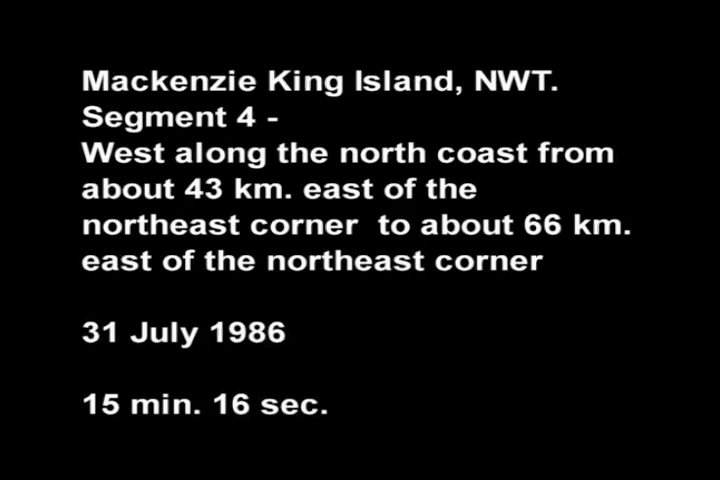 Mackenzie King Island, NWT.
Segment 4 -
West along the north coast from
about 43 km. east of the
northeast corner  to about 66 km.
east of the northeast corner
31 July 1986
15 min. 16 sec.